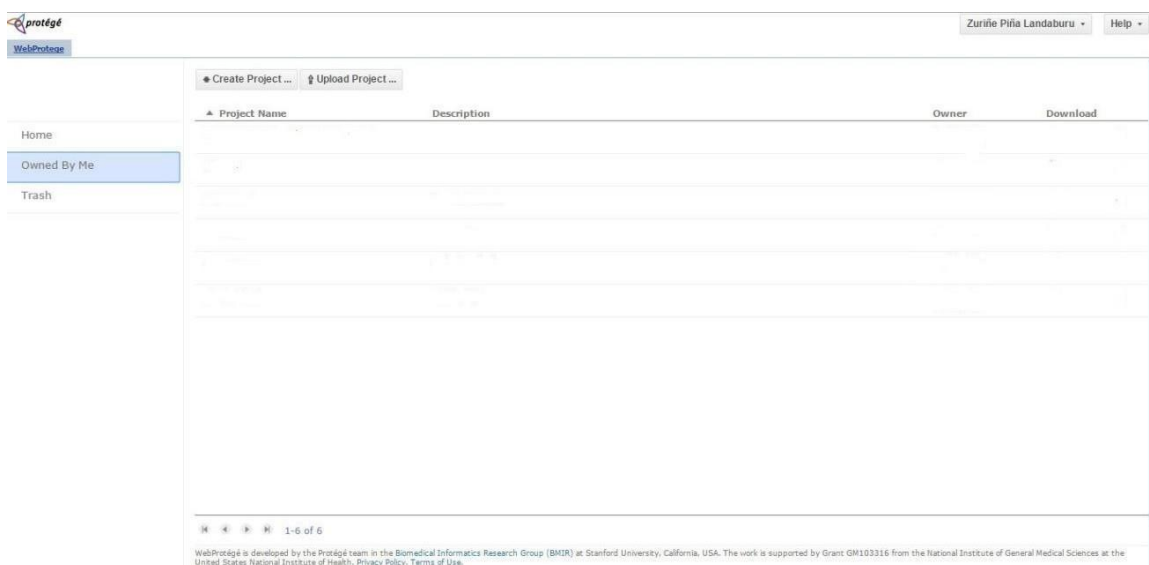 protégé
Zuriñe Piña Landaburu
Help
WebProtege
Create Project ...
Upload Project ...
Project Name
Description
Owner
Download
Home
Owned By Me
Trash
1-6 of 6
WebProtégé is developed by the Protégé team in the Biomedical Informatics Research Group (BMIR) at Stanford University, California, USA. The work is supported by Grant GM103316 from the National Institute of General Medical Sciences at the
United States National Institute of Health. Privacy Policy. Terms of Use.